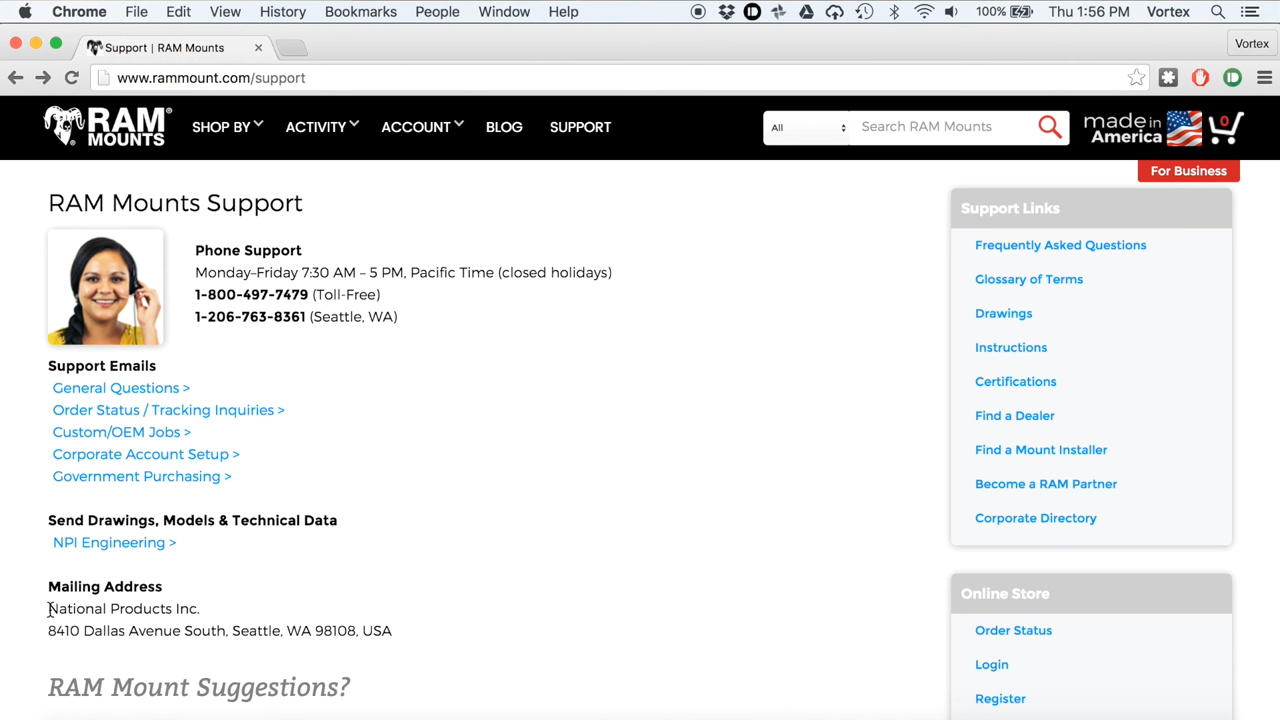 Chrome File Edit View History Bookmarks People Window Help 100% Thu 1:56 PM Vortex
Support | RAM Mounts
Vortex
www.rammount.com/support
RAM MOUNTS SHOP BY ACTIVITY ACCOUNT BLOG SUPPORT All Search RAM Mounts made in America 0
For Business
RAM Mounts Support
Phone Support
Monday–Friday 7:30 AM – 5 PM, Pacific Time (closed holidays)
1-800-497-7479 (Toll-Free)
1-206-763-8361 (Seattle, WA)
Support Emails
General Questions >
Order Status / Tracking Inquiries >
Custom/OEM Jobs >
Corporate Account Setup >
Government Purchasing >
Send Drawings, Models & Technical Data
NPI Engineering >
Mailing Address
National Products Inc.
8410 Dallas Avenue South, Seattle, WA 98108, USA
RAM Mount Suggestions?
Support Links
Frequently Asked Questions
Glossary of Terms
Drawings
Instructions
Certifications
Find a Dealer
Find a Mount Installer
Become a RAM Partner
Corporate Directory
Online Store
Order Status
Login
Register